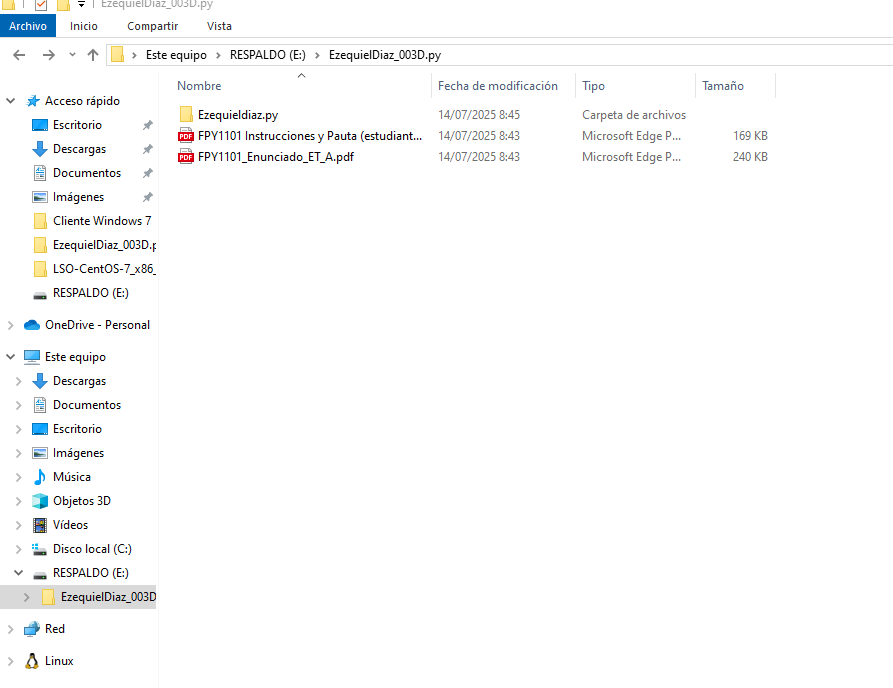 EzequielDiaz_003D.py
Archivo Inicio Compartir Vista
Este equipo > RESPALDO (E:) > EzequielDiaz_003D.py
Nombre Fecha de modificación Tipo Tamaño
Acceso rápido
Escritorio
Descargas
Documentos
Imágenes
Cliente Windows 7
EzequielDiaz_003D.p
LSO-CentOS-7_x86_
RESPALDO (E:)
OneDrive - Personal
Este equipo
Descargas
Documentos
Escritorio
Imágenes
Música
Objetos 3D
Vídeos
Disco local (C:)
RESPALDO (E:)
EzequielDiaz_003D
Red
Linux
Ezequieldiaz.py 14/07/2025 8:45 Carpeta de archivos
PDF FPY1101 Instrucciones y Pauta (estudiant... 14/07/2025 8:43 Microsoft Edge P... 169 KB
PDF FPY1101_Enunciado_ET_A.pdf 14/07/2025 8:43 Microsoft Edge P... 240 KB